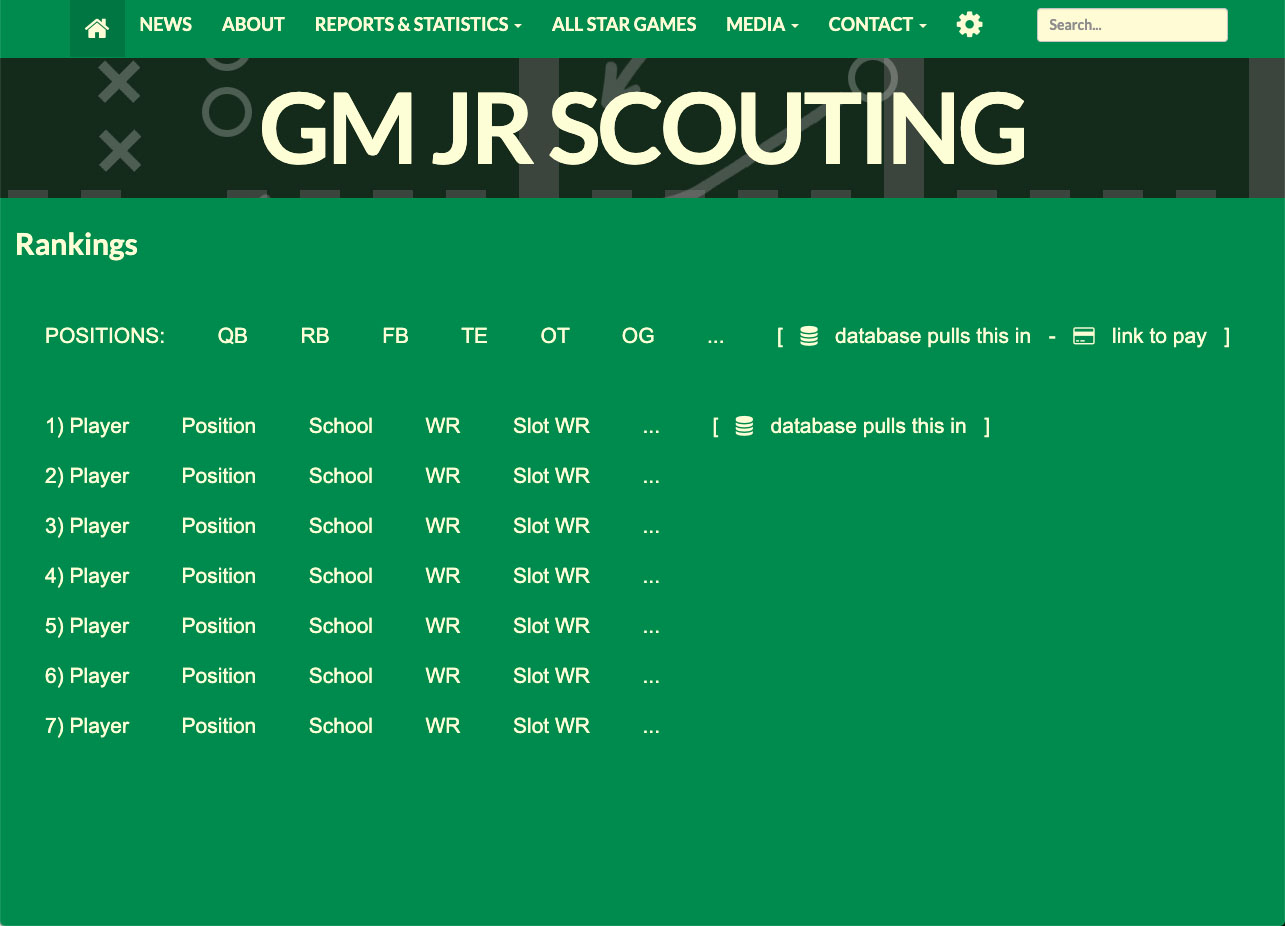 NEWS ABOUT REPORTS & STATISTICS ALL STAR GAMES MEDIA CONTACT Search...
GM JR SCOUTING
Rankings
POSITIONS: QB RB FB TE OT OG ... [ database pulls this in - link to pay ]
1) Player Position School WR Slot WR ... [ database pulls this in ]
2) Player Position School WR Slot WR ...
3) Player Position School WR Slot WR ...
4) Player Position School WR Slot WR ...
5) Player Position School WR Slot WR ...
6) Player Position School WR Slot WR ...
7) Player Position School WR Slot WR ...